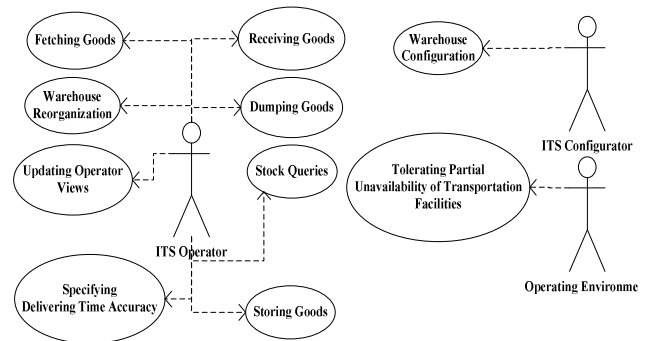 Fetching Goods
Receiving Goods
Warehouse
Configuration
Warehouse
Reorganization
Dumping Goods
ITS Configurator
Updating Operator
Views
Stock Queries
Tolerating Partial
Unavailability of Transportation
Facilities
ITS Operator
Specifying
Delivering Time Accuracy
Storing Goods
Operating Environme